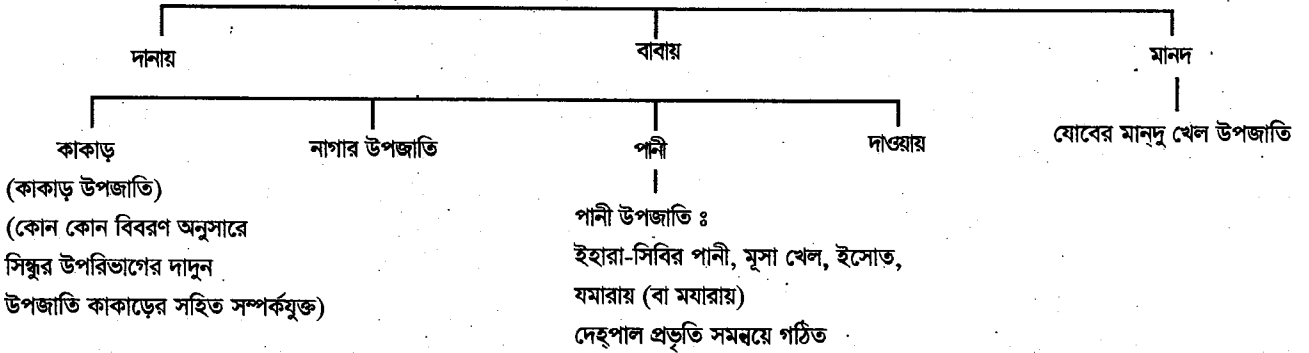 দানায়
বাবায়
মানদ
কাকাড়
নাগার উপজাতি
পানী
দাওয়ায়
যোবের মান্দু খেল উপজাতি
(কাকাড় উপজাতি)
(কোন কোন বিবরণ অনুসারে
সিন্ধুর উপরিভাগের দাদুন
উপজাতি কাকাড়ের সহিত সম্পর্কযুক্ত)
পানী উপজাতি ঃ
ইহারা-সিবির পানী, মূসা খেল, ইসোত,
যমারায় (বা মযারায়)
দেহ্পাল প্রভৃতি সমন্বয়ে গঠিত